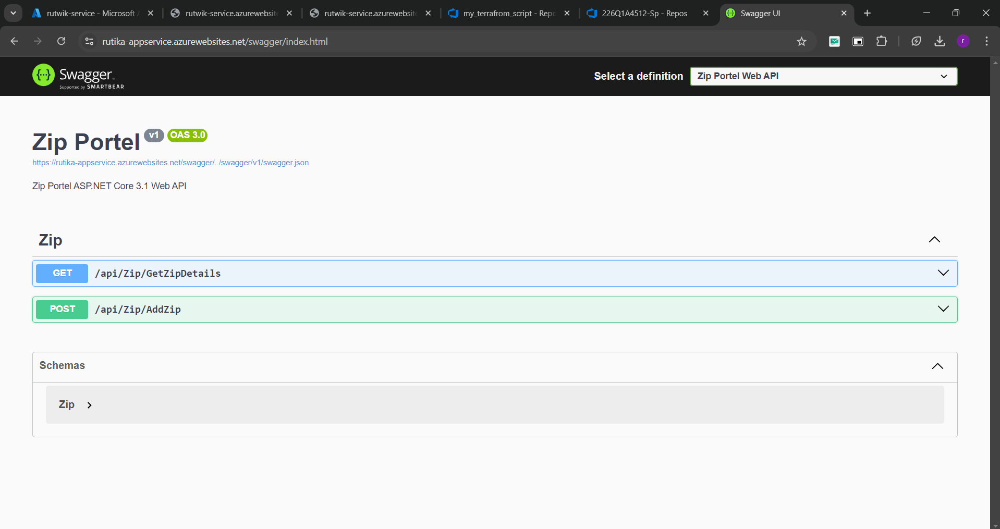 rutwik-service - Microsoft
rutwik-service.azurewebsite
rutwik-service.azurewebsite
my_terrafrom_script - Repo
226Q1A4512-Sp - Repos
Swagger UI
rutika-appservice.azurewebsites.net/swagger/index.html
r
{···} Swagger™
Supported by SMARTBEAR
Select a definition
Zip Portel Web API
Zip Portel v1 OAS 3.0
https://rutika-appservice.azurewebsites.net/swagger/../swagger/v1/swagger.json
Zip Portel ASP.NET Core 3.1 Web API
Zip
GET /api/Zip/GetZipDetails
POST /api/Zip/AddZip
Schemas
Zip